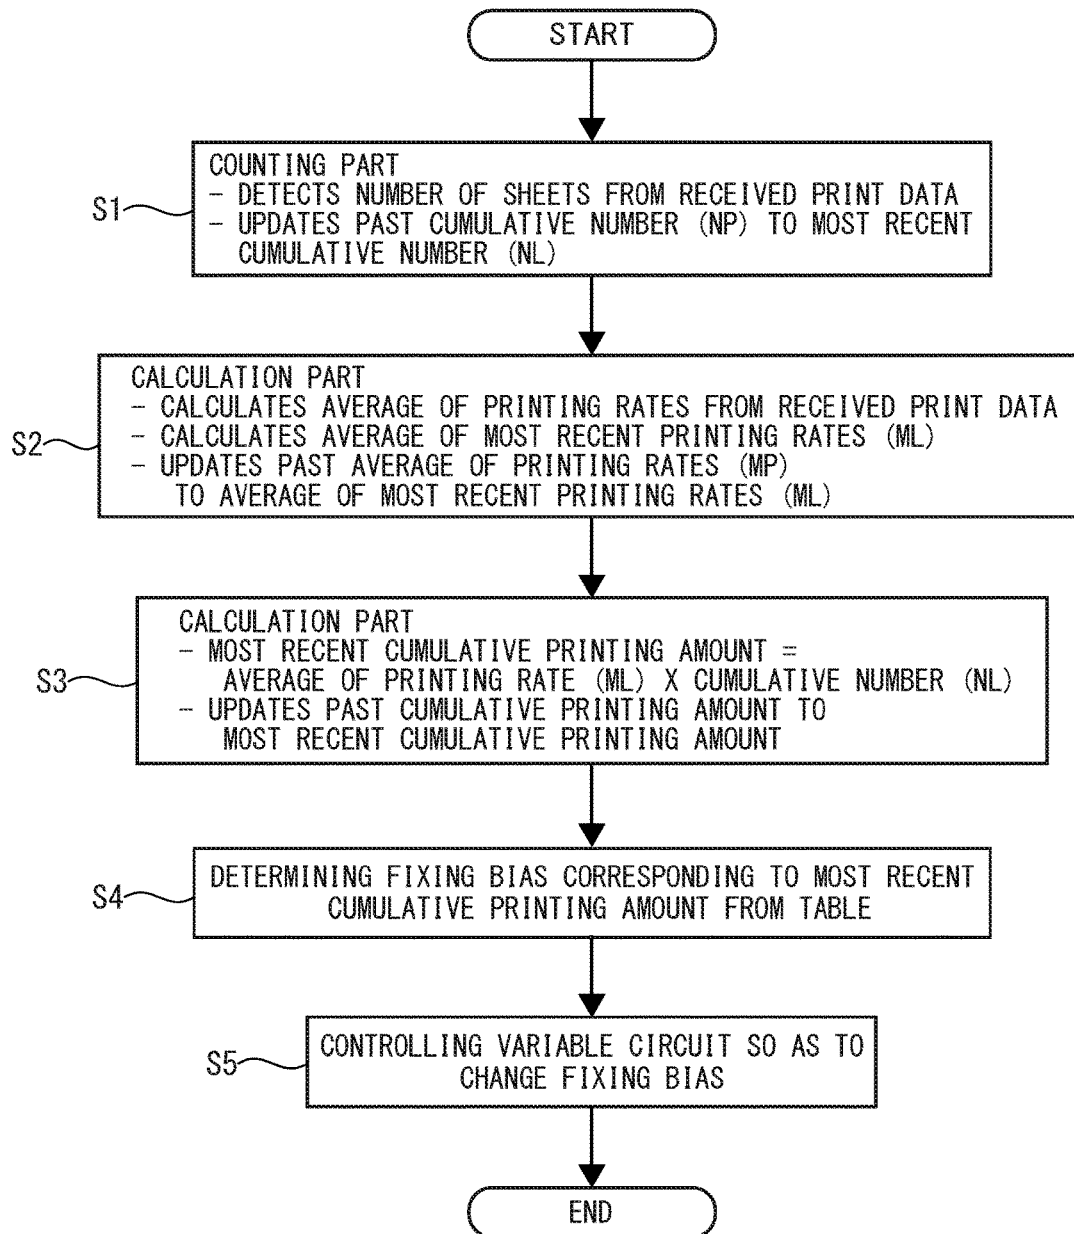 START
S1
COUNTING PART
- DETECTS NUMBER OF SHEETS FROM RECEIVED PRINT DATA
- UPDATES PAST CUMULATIVE NUMBER (NP) TO MOST RECENT
CUMULATIVE NUMBER (NL)
S2
CALCULATION PART
- CALCULATES AVERAGE OF PRINTING RATES FROM RECEIVED PRINT DATA
- CALCULATES AVERAGE OF MOST RECENT PRINTING RATES (ML)
- UPDATES PAST AVERAGE OF PRINTING RATES (MP)
TO AVERAGE OF MOST RECENT PRINTING RATES (ML)
S3
CALCULATION PART
- MOST RECENT CUMULATIVE PRINTING AMOUNT =
AVERAGE OF PRINTING RATE (ML) X CUMULATIVE NUMBER (NL)
- UPDATES PAST CUMULATIVE PRINTING AMOUNT TO
MOST RECENT CUMULATIVE PRINTING AMOUNT
S4
DETERMINING FIXING BIAS CORRESPONDING TO MOST RECENT
CUMULATIVE PRINTING AMOUNT FROM TABLE
S5
CONTROLLING VARIABLE CIRCUIT SO AS TO
CHANGE FIXING BIAS
END